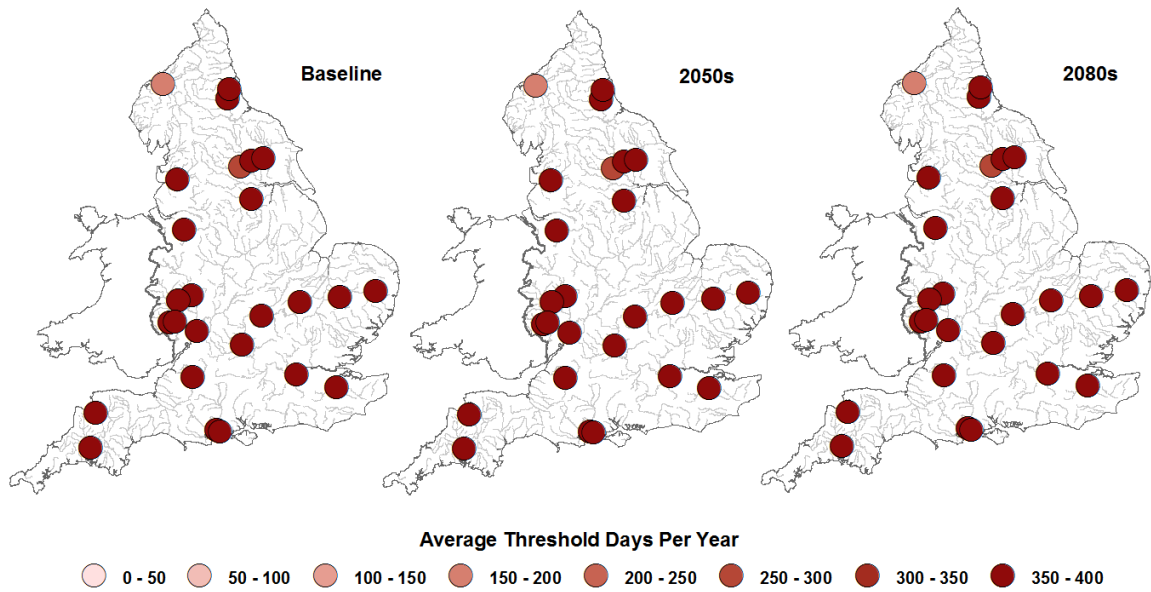 Baseline
2050s
2080s
Average Threshold Days Per Year
0 - 50 50 - 100 100 - 150 150 - 200 200 - 250 250 - 300 300 - 350 350 - 400